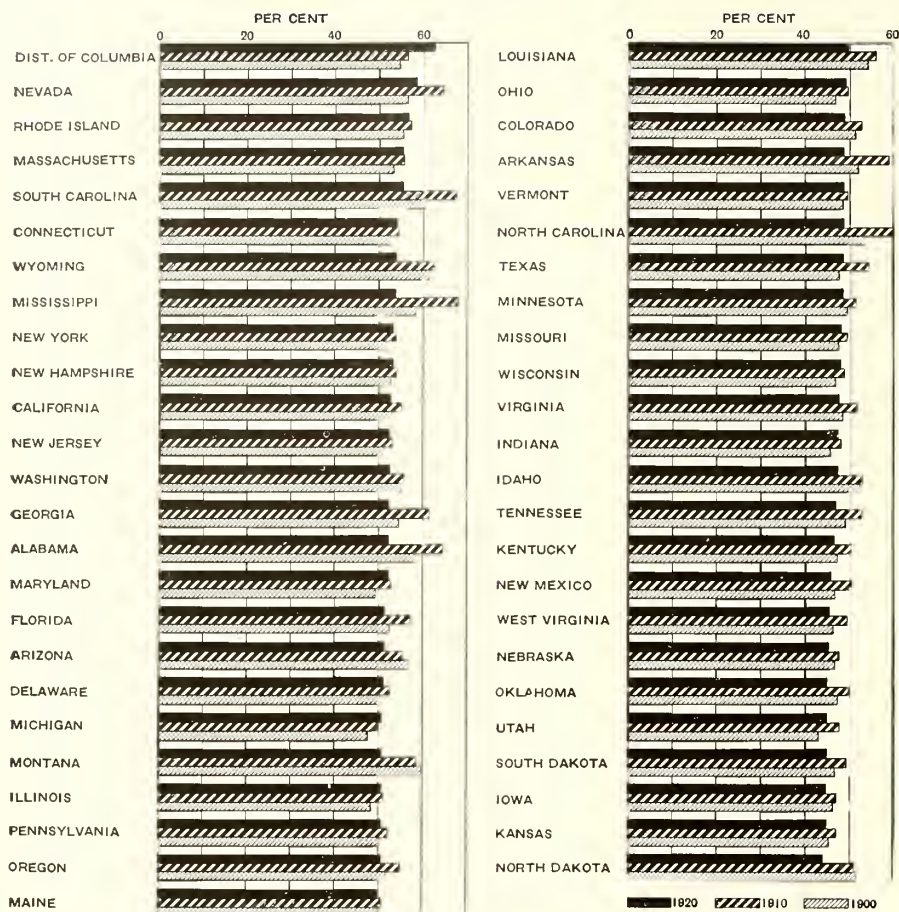 PER CENT
0 20 40 60
DIST. OF COLUMBIA
NEVADA
RHODE ISLAND
MASSACHUSETTS
SOUTH CAROLINA
CONNECTICUT
WYOMING
MISSISSIPPI
NEW YORK
NEW HAMPSHIRE
CALIFORNIA
NEW JERSEY
WASHINGTON
GEORGIA
ALABAMA
MARYLAND
FLORIDA
ARIZONA
DELAWARE
MICHIGAN
MONTANA
ILLINOIS
PENNSYLVANIA
OREGON
MAINE
PER CENT
0 20 40 60
LOUISIANA
OHIO
COLORADO
ARKANSAS
VERMONT
NORTH CAROLINA
TEXAS
MINNESOTA
MISSOURI
WISCONSIN
VIRGINIA
INDIANA
IDAHO
TENNESSEE
KENTUCKY
NEW MEXICO
WEST VIRGINIA
NEBRASKA
OKLAHOMA
UTAH
SOUTH DAKOTA
IOWA
KANSAS
NORTH DAKOTA
1920 1910 1900